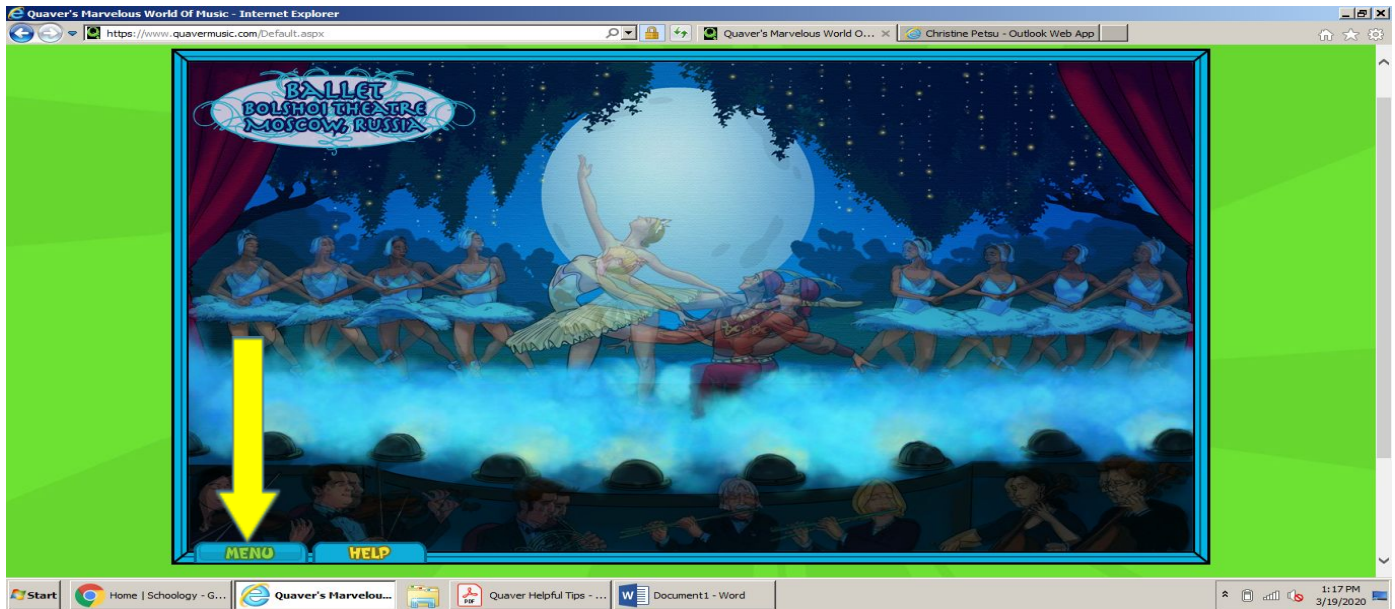 Quaver's Marvelous World Of Music - Internet Explorer
https://www.quavermusic.com/Default.aspx
Quaver's Marvelous World O...
Christine Petsu - Outlook Web App
BALLET
BOLSHOI THEATRE
MOSCOW, RUSSIA
MENU
HELP
Start
Home | Schoology - G...
Quaver's Marvelou...
PDF
Quaver Helpful Tips - ...
W
Document1 - Word
1:17 PM
3/19/2020